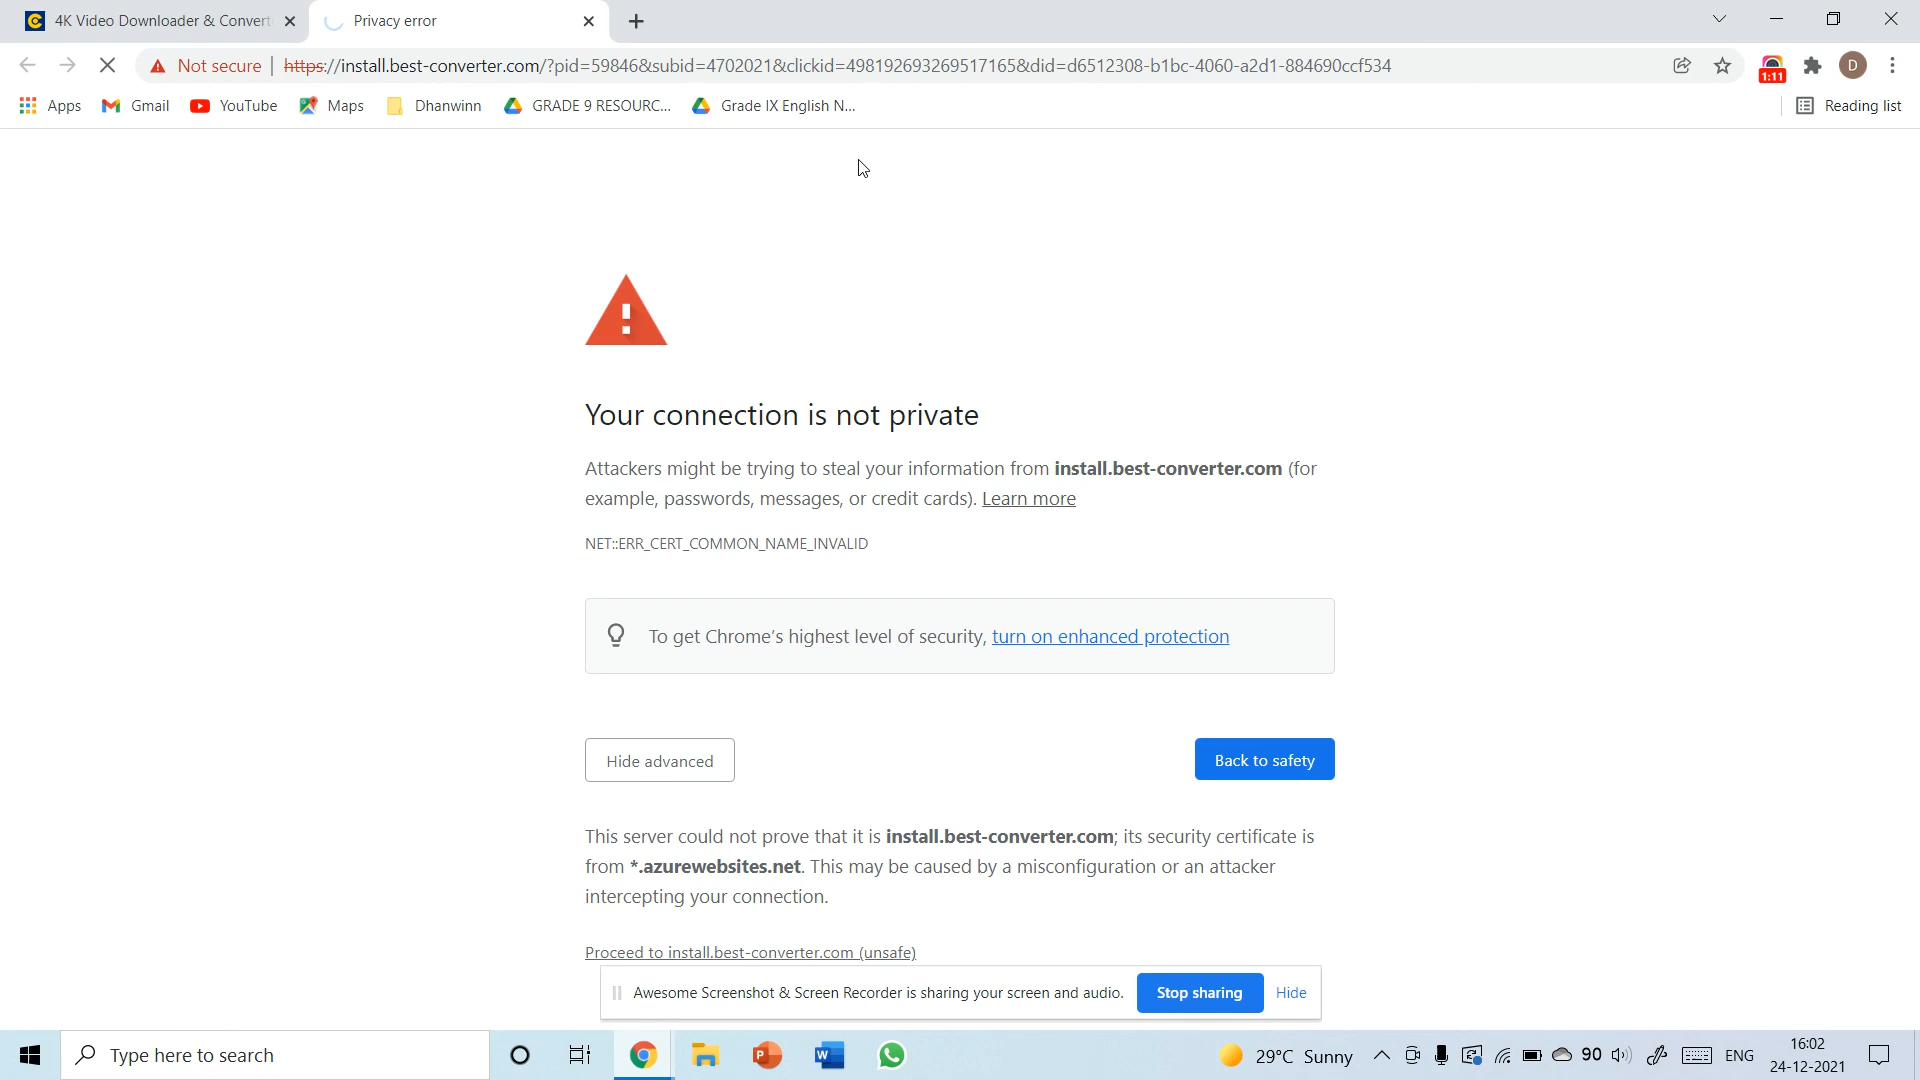 4K Video Downloader & Convert
Privacy error
Not secure
https://install.best-converter.com/?pid=59846&subid=4702021&clickid=498192693269517165&did=d6512308-b1bc-4060-a2d1-884690ccf534
1:11
D
Apps
Gmail
YouTube
Maps
Dhanwinn
GRADE 9 RESOURC...
Grade IX English N...
Reading list
Your connection is not private
Attackers might be trying to steal your information from install.best-converter.com (for
example, passwords, messages, or credit cards). Learn more
NET::ERR_CERT_COMMON_NAME_INVALID
To get Chrome's highest level of security, turn on enhanced protection
Hide advanced
Back to safety
This server could not prove that it is install.best-converter.com; its security certificate is
from *.azurewebsites.net. This may be caused by a misconfiguration or an attacker
intercepting your connection.
Proceed to install.best-converter.com (unsafe)
Awesome Screenshot & Screen Recorder is sharing your screen and audio.
Stop sharing
Hide
Type here to search
29°C Sunny
90
ENG
16:02
24-12-2021